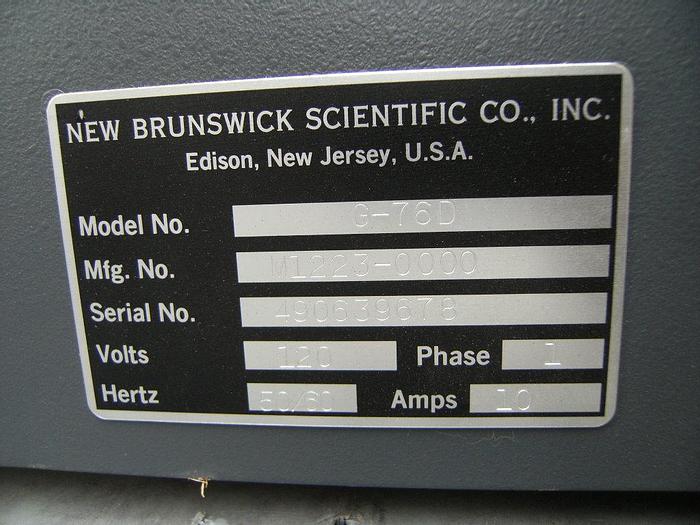 NEW BRUNSWICK SCIENTIFIC CO., INC.
Edison, New Jersey, U.S.A.
Model No. G-76D
Mfg. No. M1223-0000
Serial No. 490639678
Volts 120 Phase 1
Hertz 50/60 Amps 10